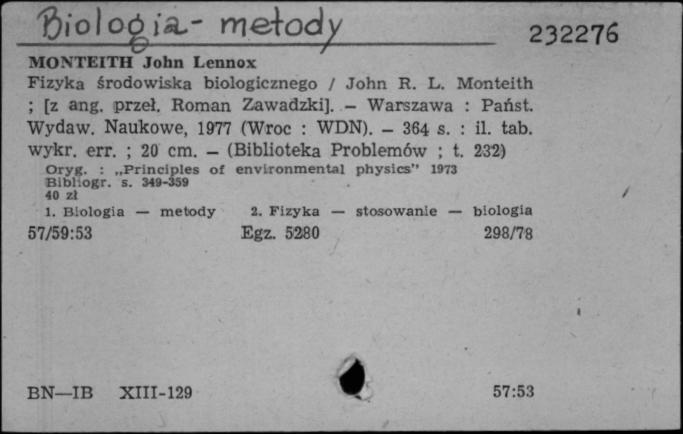 Biologia - metody
232276
MONTEITH John Lennox
Fizyka środowiska biologicznego / John R. L. Monteith
; [z ang. przeł. Roman Zawadzki]. — Warszawa : Państ.
Wydaw. Naukowe, 1977 (Wroc : WDN). — 364 s. : il. tab.
wykr. err. ; 20 cm. — (Biblioteka Problemów ; t. 232)
Oryg. : „Principles of environmental physics” 1973
Bibliogr. s. 349-359
40 zł
1. Biologia — metody 2. Fizyka — stosowanie — biologia
57/59:53 Egz. 5280 298/78
BN—IB XIII-129 57:53